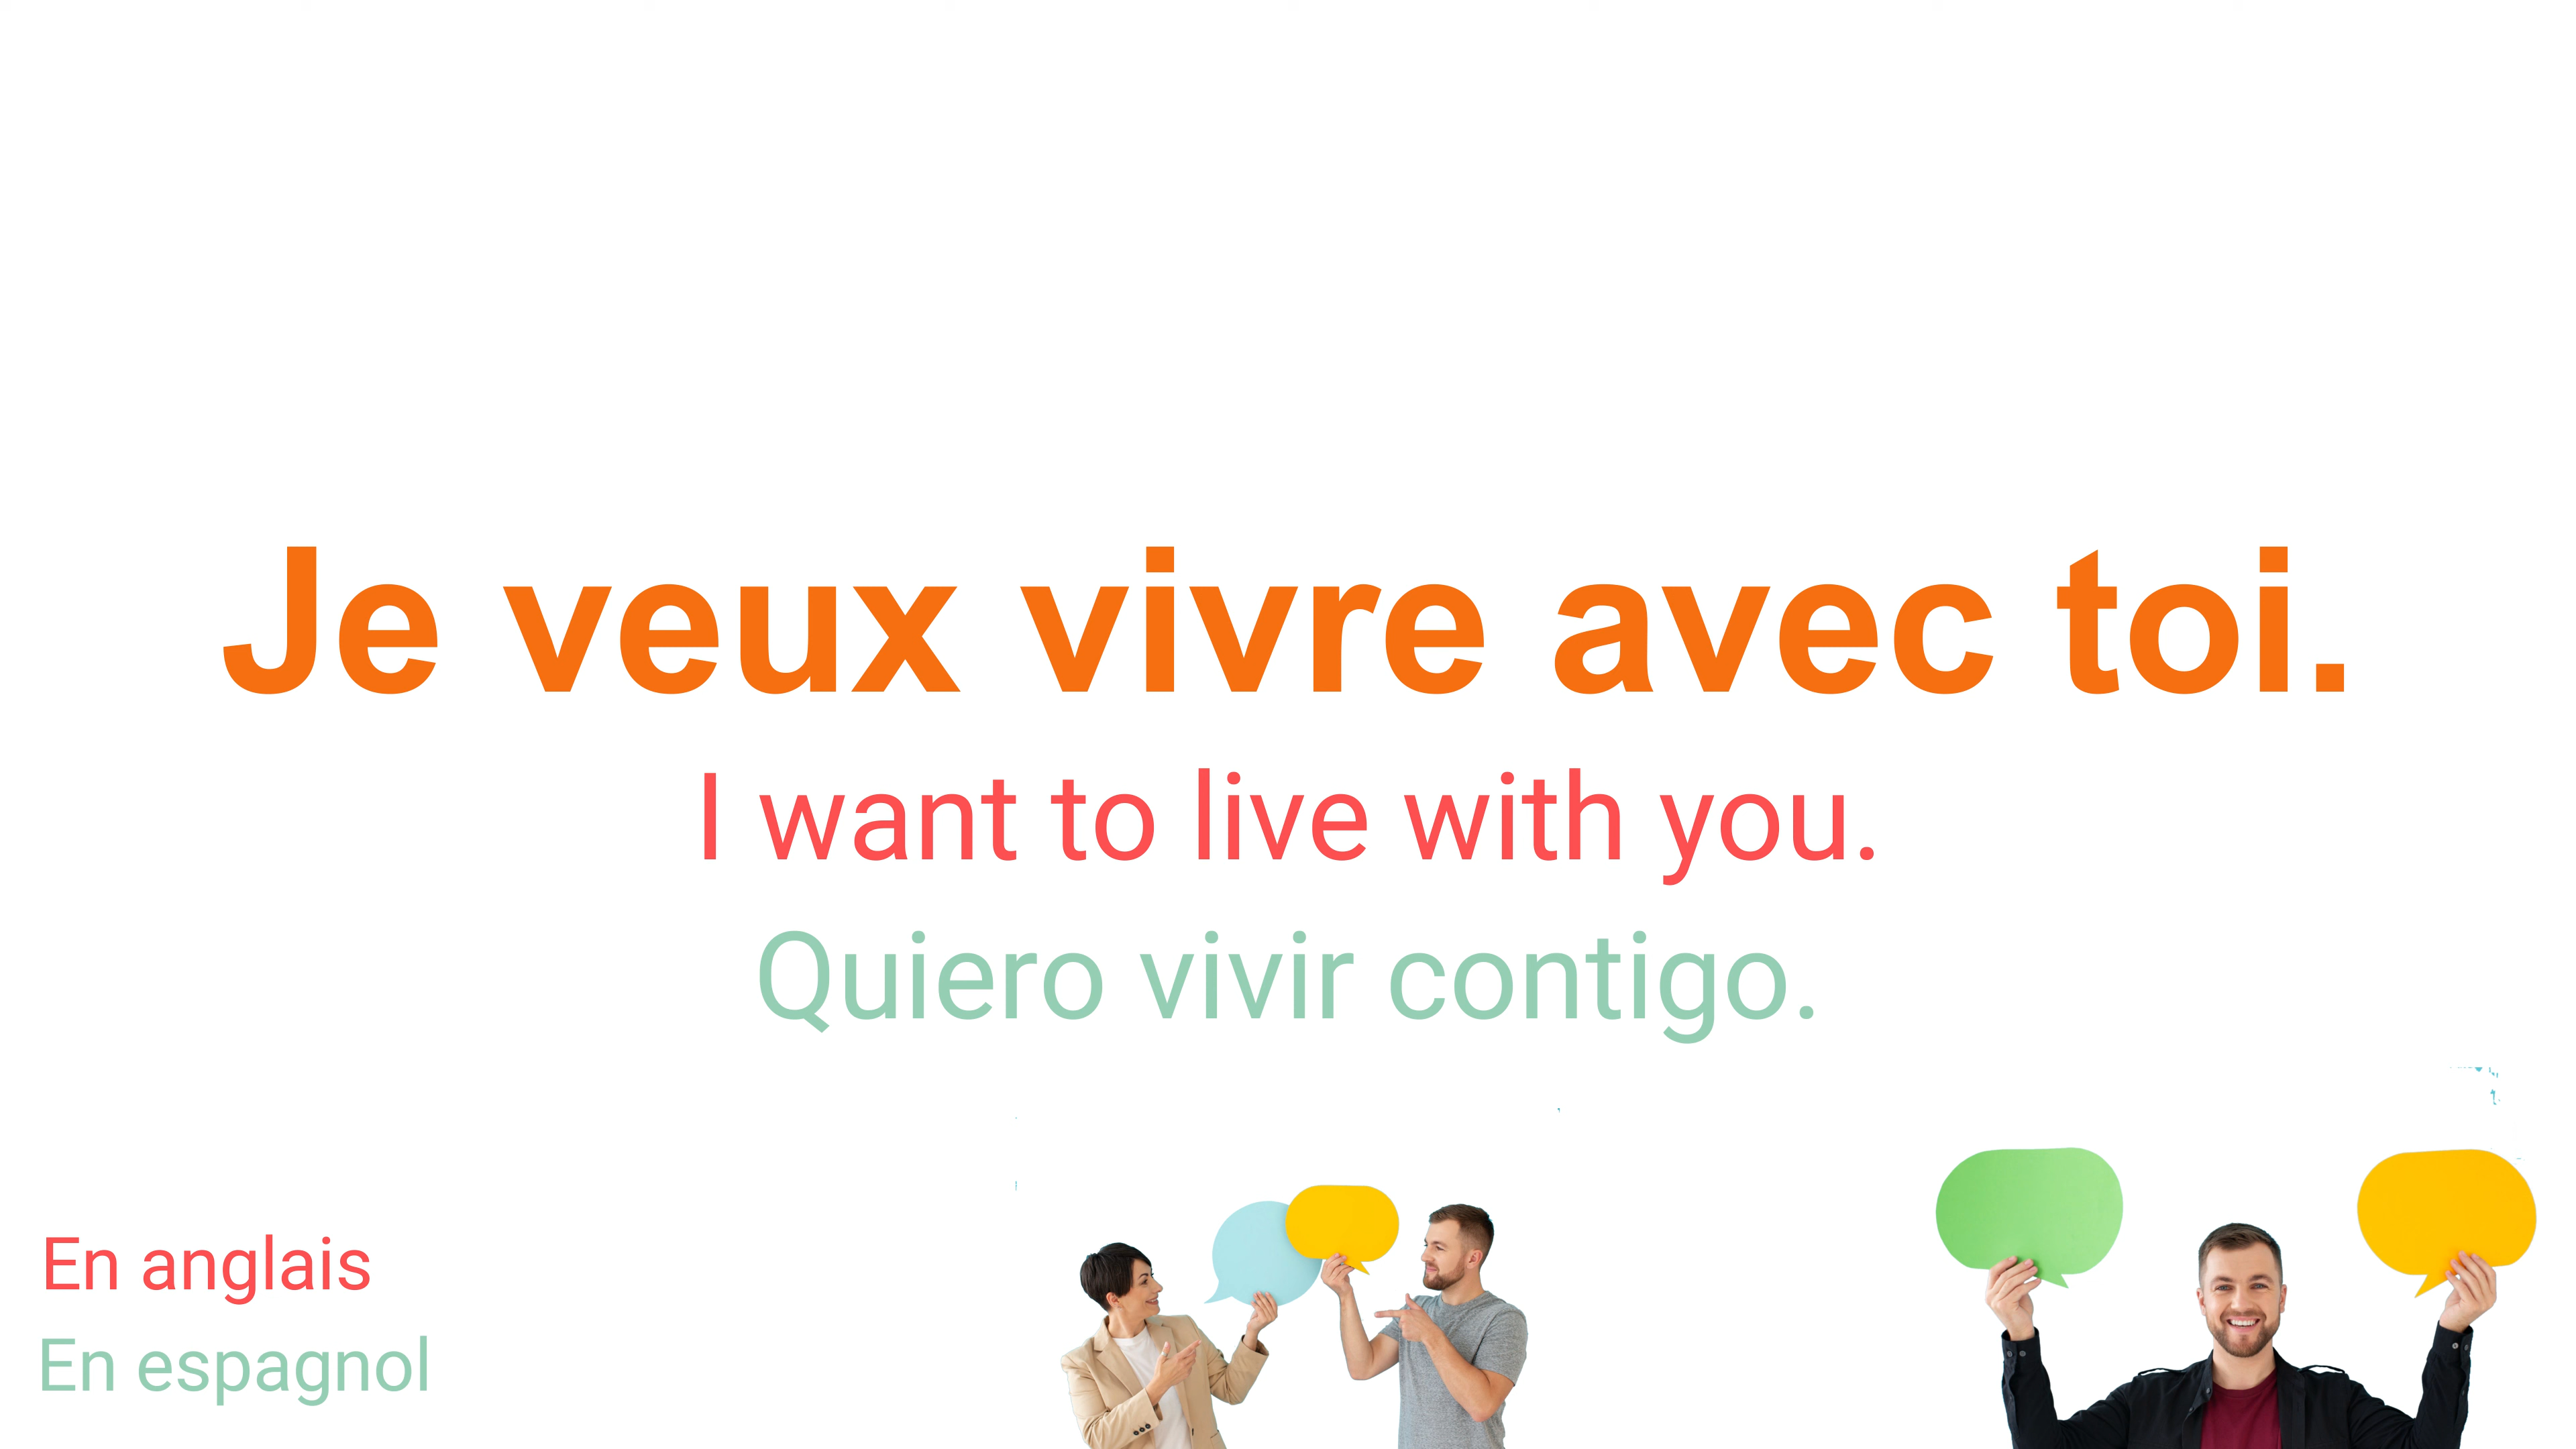 Je veux vivre avec toi.
I want to live with you.
Quiero vivir contigo.
En anglais
En espagnol